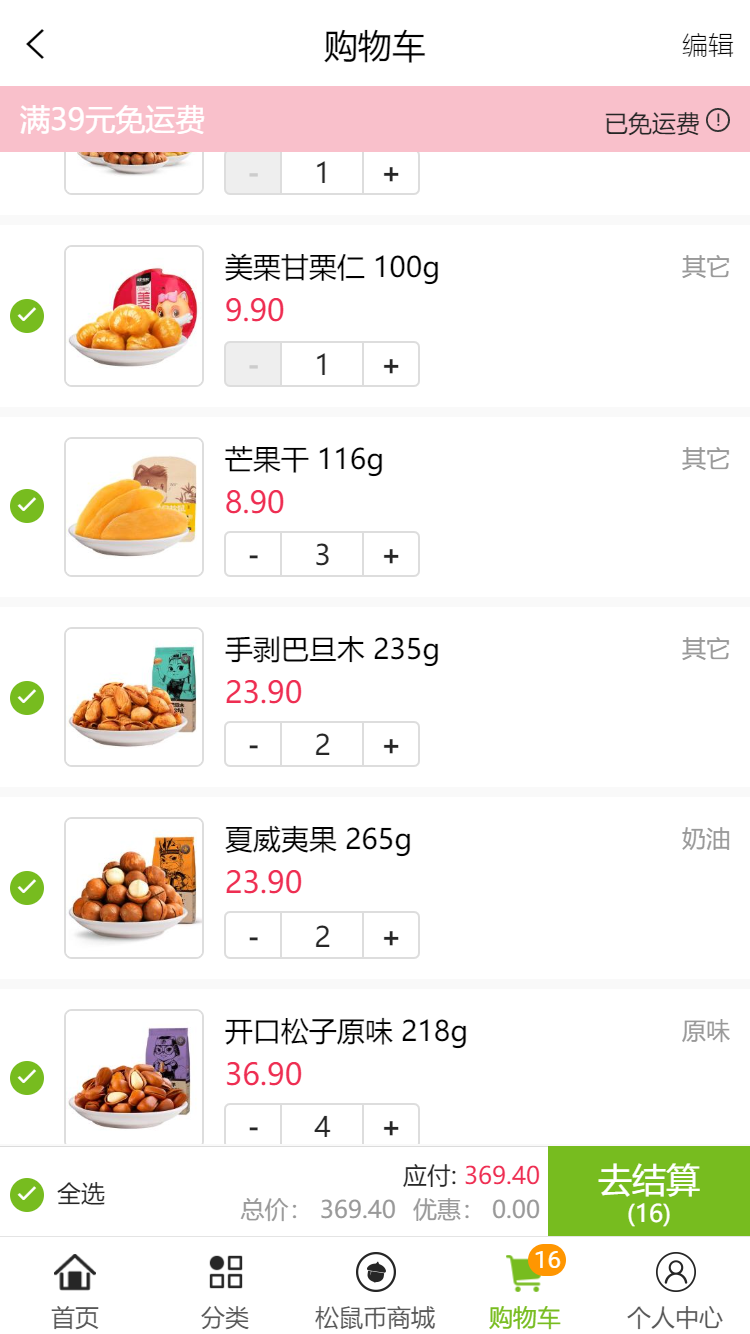 购物车
编辑
满39元免运费
已免运费
- 1 +
美栗甘栗仁 100g
其它
9.90
- 1 +
芒果干 116g
其它
8.90
- 3 +
手剥巴旦木 235g
其它
23.90
- 2 +
夏威夷果 265g
奶油
23.90
- 2 +
开口松子原味 218g
原味
36.90
- 4 +
全选
应付: 369.40
总价: 369.40 优惠: 0.00
去结算
(16)
16
首页
分类
松鼠币商城
购物车
个人中心